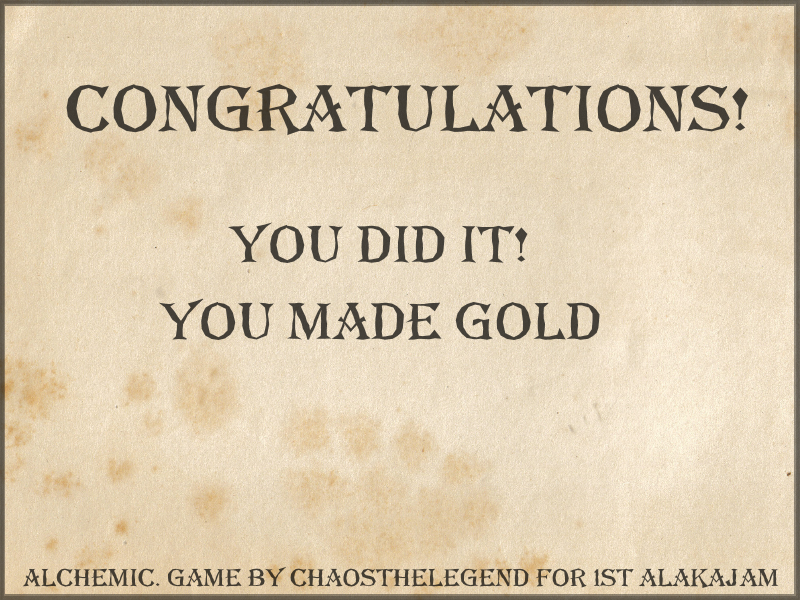 CONGRATULATIONS!
YOU DID IT!
YOU MADE GOLD
ALCHEMIC. GAME BY CHAOSTHELEGEND FOR 1ST ALAKAJAM